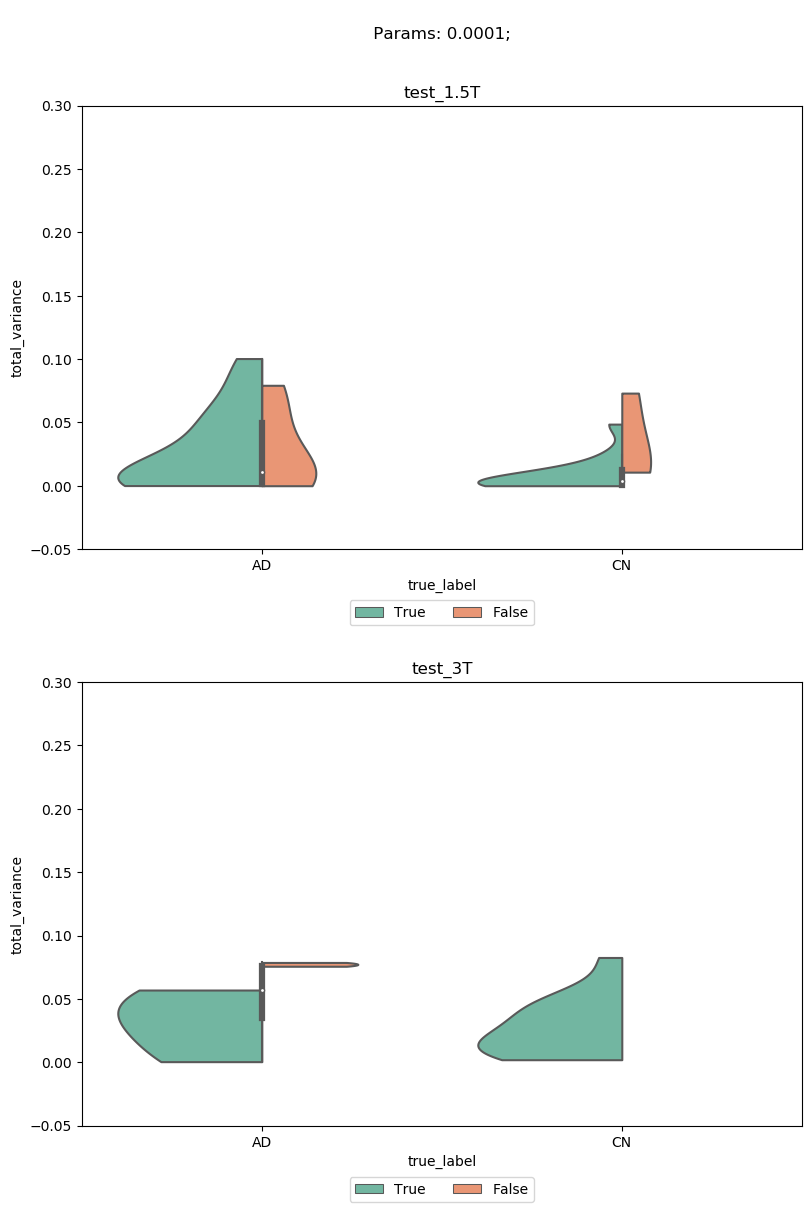 Params: 0.0001;
test_1.5T
0.30
0.25
0.20
0.15
0.10
0.05
0.00
−0.05
total_variance
AD CN
true_label
True False
test_3T
0.30
0.25
0.20
0.15
0.10
0.05
0.00
−0.05
total_variance
AD CN
true_label
True False